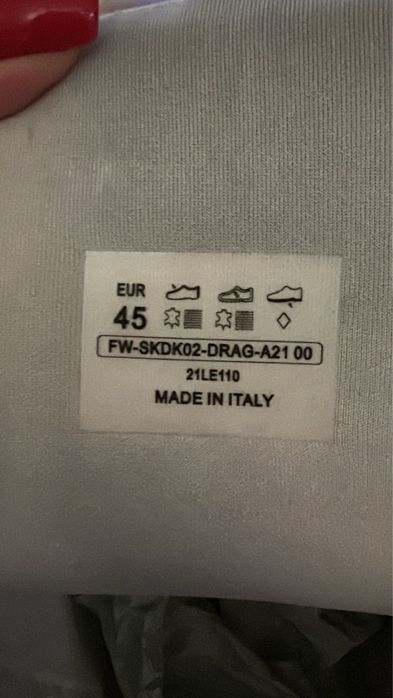 EUR
45
FW-SKDK02-DRAG-A21 00
21LE110
MADE IN ITALY